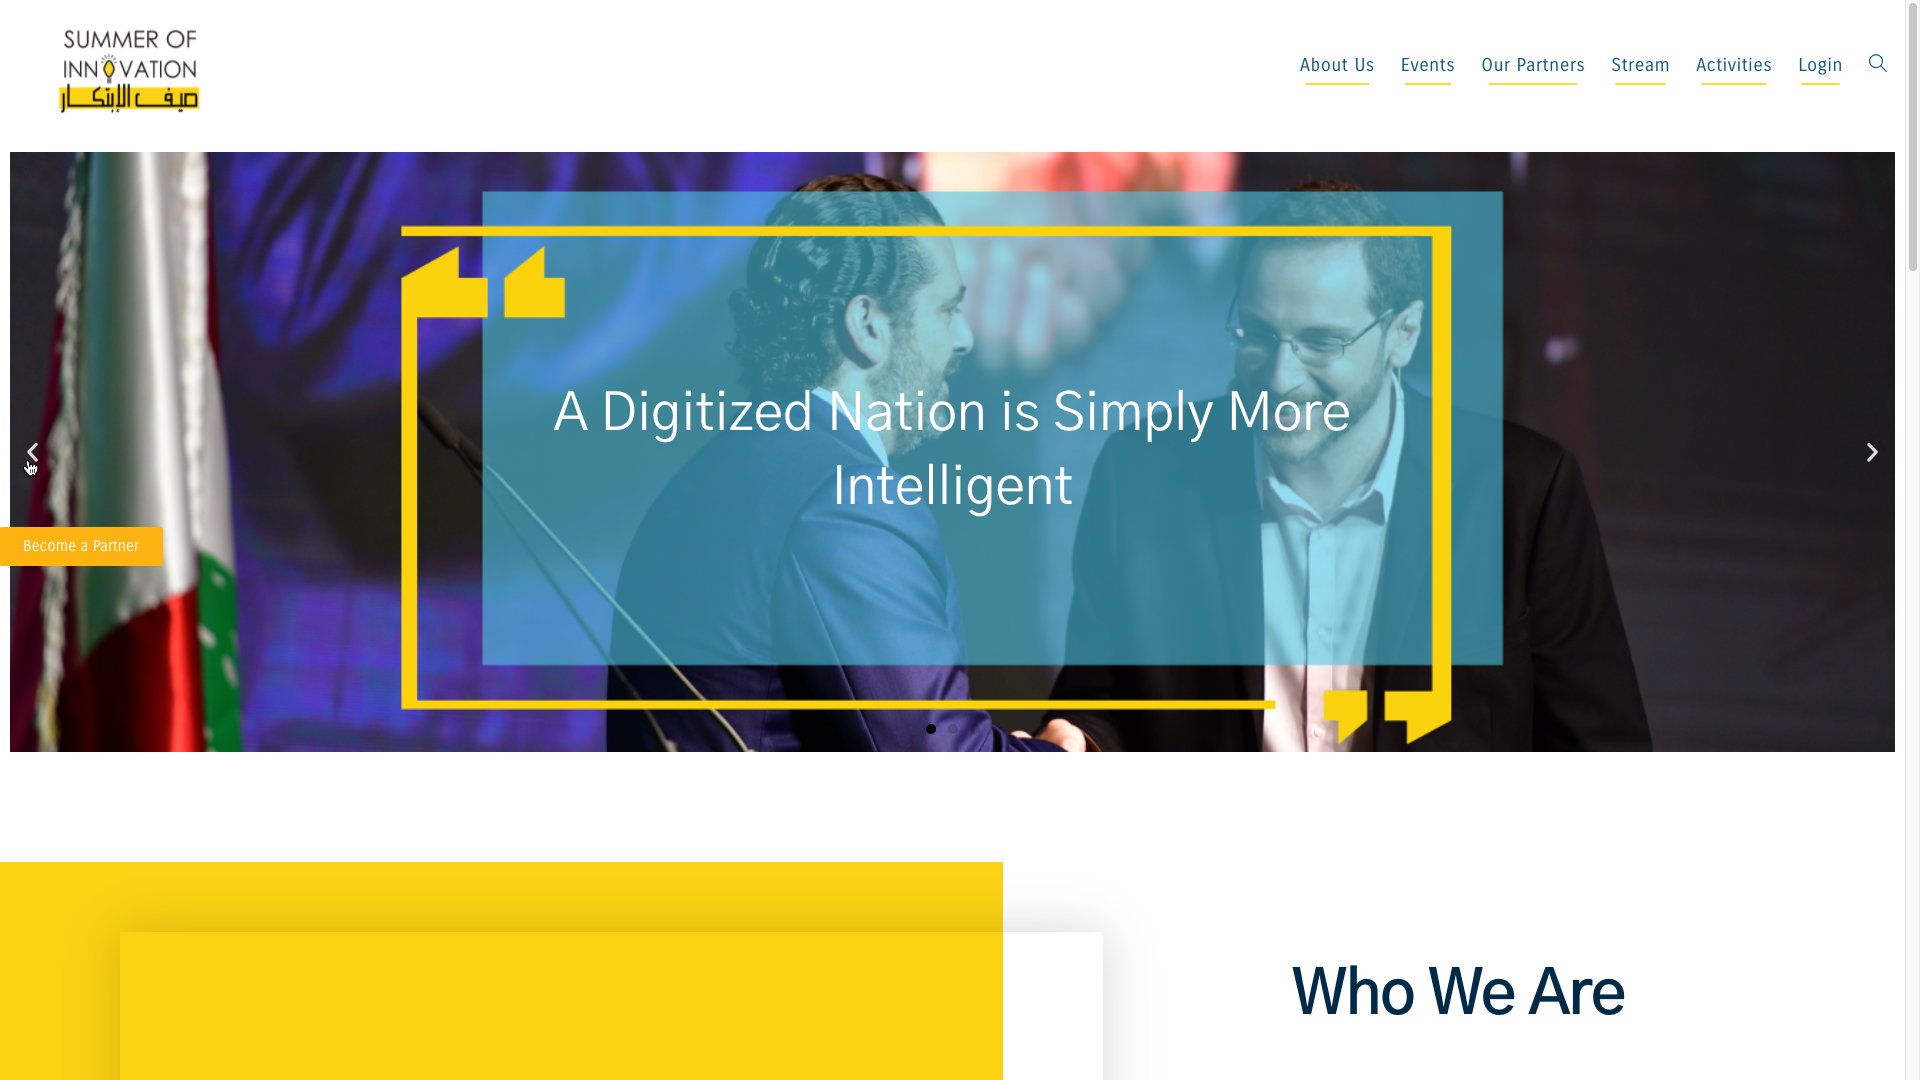 SUMMER OF
INNOVATION
صيف الإبتكار
About Us
Events
Our Partners
Stream
Activities
Login
A Digitized Nation is Simply More
Intelligent
Become a Partner
Who We Are